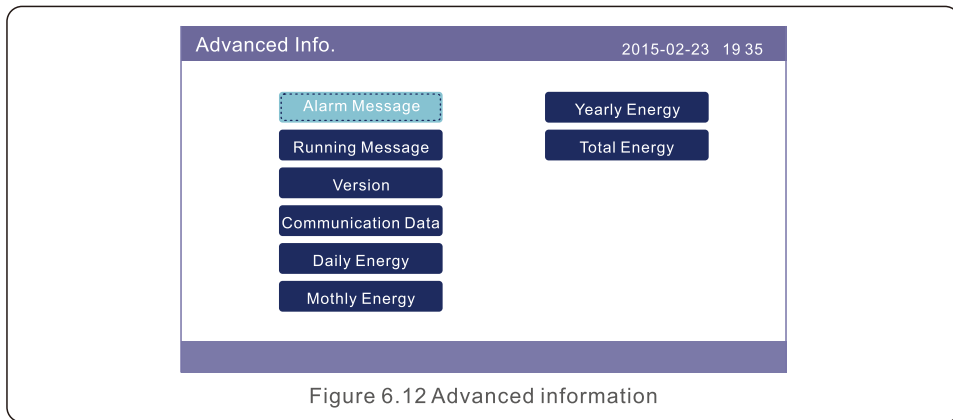 Advanced Info.
2015-02-23 19 35
Alarm Message
Running Message
Version
Communication Data
Daily Energy
Mothly Energy
Yearly Energy
Total Energy
Figure 6.12 Advanced information